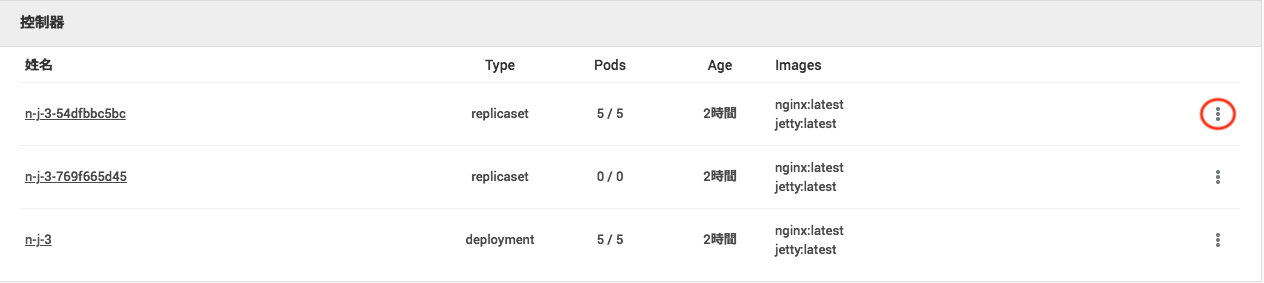 控制器
姓名 Type Pods Age Images
n-j-3-54dfbbc5bc replicaset 5 / 5 2時間 nginx:latest
jetty:latest
n-j-3-769f665d45 replicaset 0 / 0 2時間 nginx:latest
jetty:latest
n-j-3 deployment 5 / 5 2時間 nginx:latest
jetty:latest